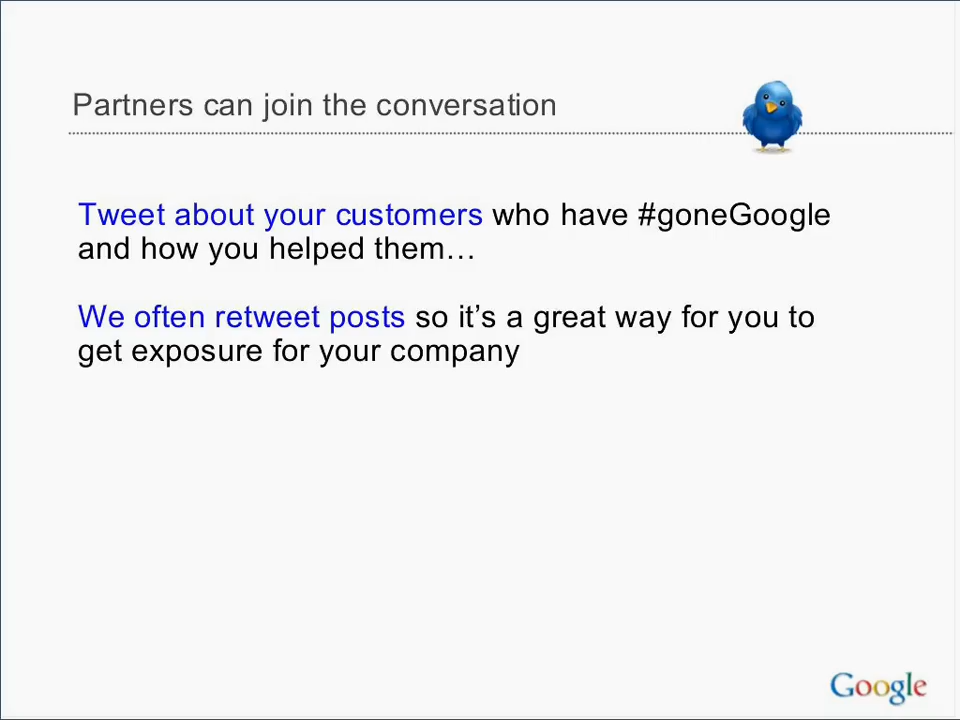 Partners can join the conversation
Tweet about your customers who have #goneGoogle
and how you helped them…
We often retweet posts so it’s a great way for you to
get exposure for your company
Google